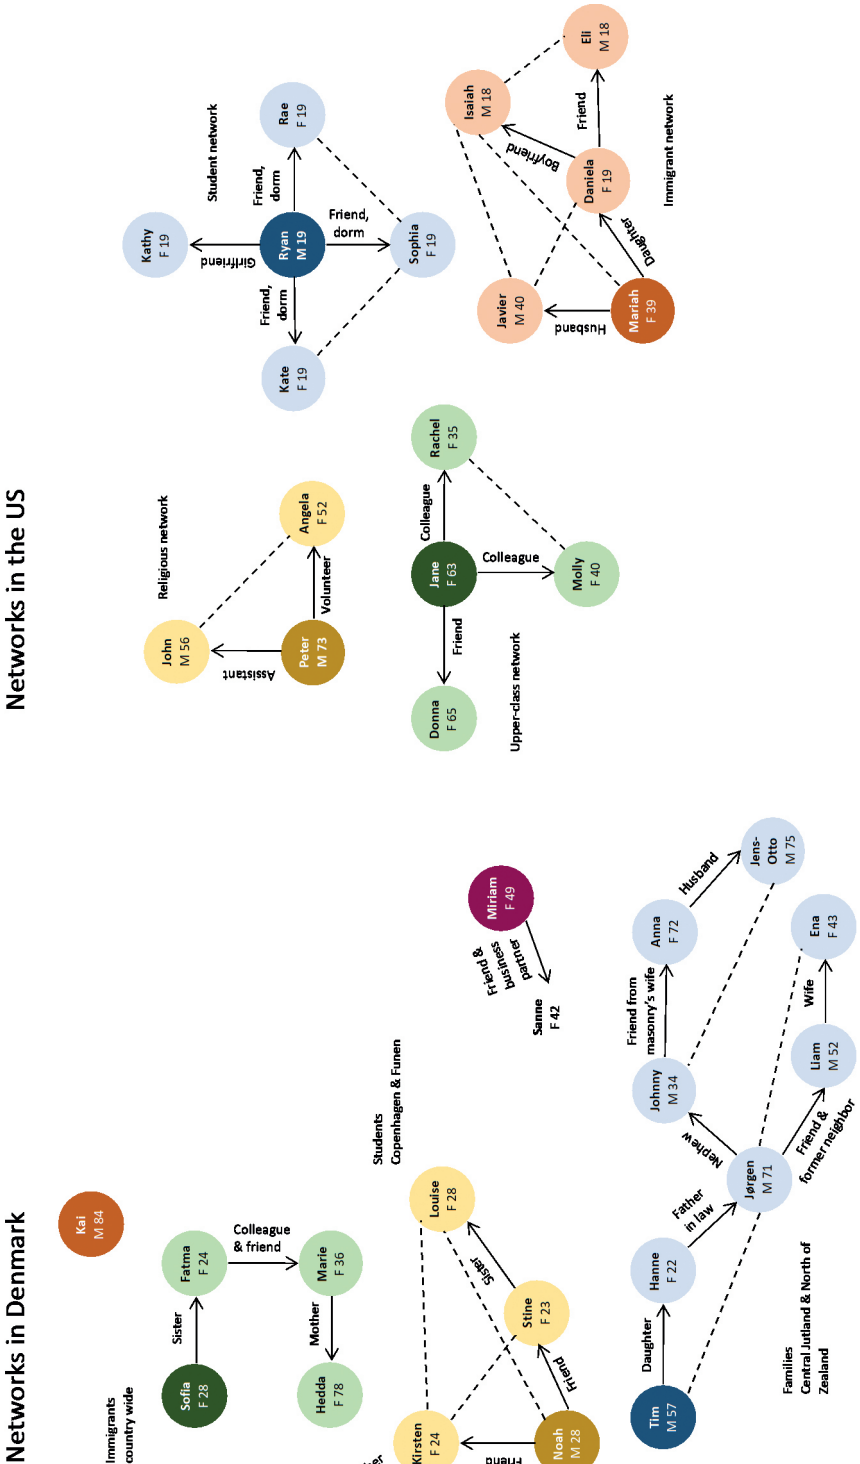 Networks in the US
Student network
Kathy
F 19
Girlfriend
Rae
F 19
Friend,
dorm
Ryan
M 19
Friend,
dorm
Sophia
F 19
Friend,
dorm
Kate
F 19
Isaiah
M 18
Eli
M 18
Friend
Boyfriend
Daniela
F 19
Daughter
Javier
M 40
Husband
Mariah
F 39
Immigrant network
Religious network
John
M 56
Angela
F 52
Assistant
Volunteer
Peter
M 73
Rachel
F 35
Colleague
Jane
F 63
Colleague
Molly
F 40
Friend
Donna
F 65
Upper-class network
Networks in Denmark
Kai
M 84
Immigrants
country wide
Sofia
F 28
Sister
Fatma
F 24
Colleague
& friend
Marie
F 36
Mother
Hedda
F 78
Students
Copenhagen & Funen
Louise
F 28
Sister
Stine
F 23
Friend
Kirsten
F 24
Friend
Noah
M 28
Miriam
F 49
Friend &
business
partner
Sanne
F 42
Anna
F 72
Husband
Jens-
Otto
M 75
Friend from
masonry's wife
Johnny
M 34
Nephew
Ena
F 43
Wife
Liam
M 52
Friend &
former neighbor
Jørgen
M 71
Father
in law
Hanne
F 22
Daughter
Tim
M 57
Families
Central Jutland & North of
Zealand